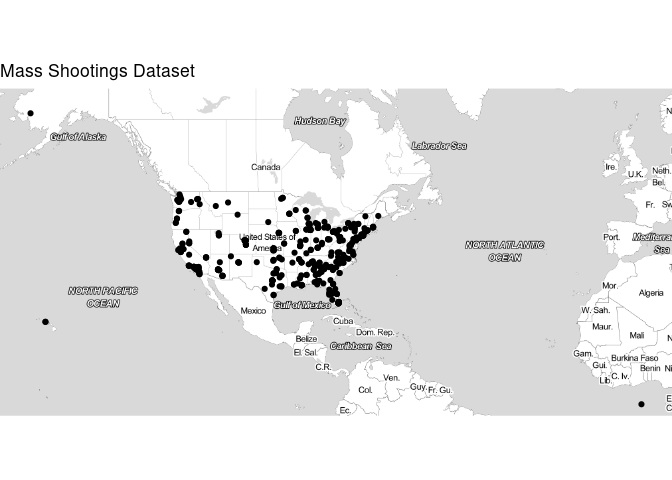 Mass Shootings Dataset
Hudson Bay
Gulf of Alaska
Labrador Sea
Ire.
U.K.
Neth.
Bel.
Canada
Fr.
Sw
United States of
America
NORTH ATLANTIC
OCEAN
Port.
Mediterran
Sea
Mor.
Algeria
NORTH PACIFIC
OCEAN
Gulf of Mexico
Mexico
W. Sah.
Cuba
Maur.
Mali
Dom. Rep.
Belize
Caribbean Sea
El. Sal.
Gam.
Burkina Faso
C.R.
Gui.
Benin
Ni
Lib.
C. Iv.
Ven.
Col.
Guy.
Fr. Gu.
Ec.